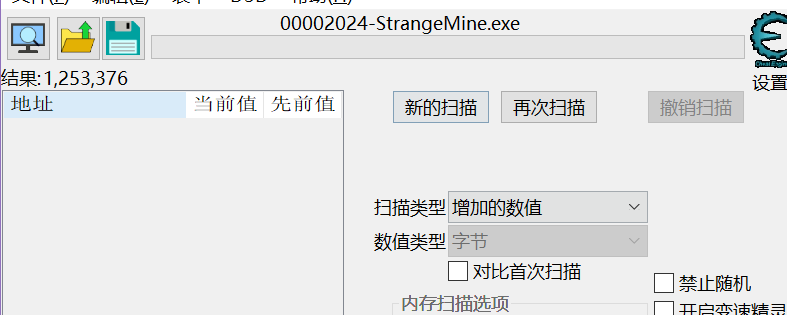 00002024-StrangeMine.exe
结果:1,253,376
设置
地址 当前值 先前值
新的扫描 再次扫描 撤销扫描
扫描类型 增加的数值
数值类型 字节
对比首次扫描
禁止随机
内存扫描选项
开启变速精灵